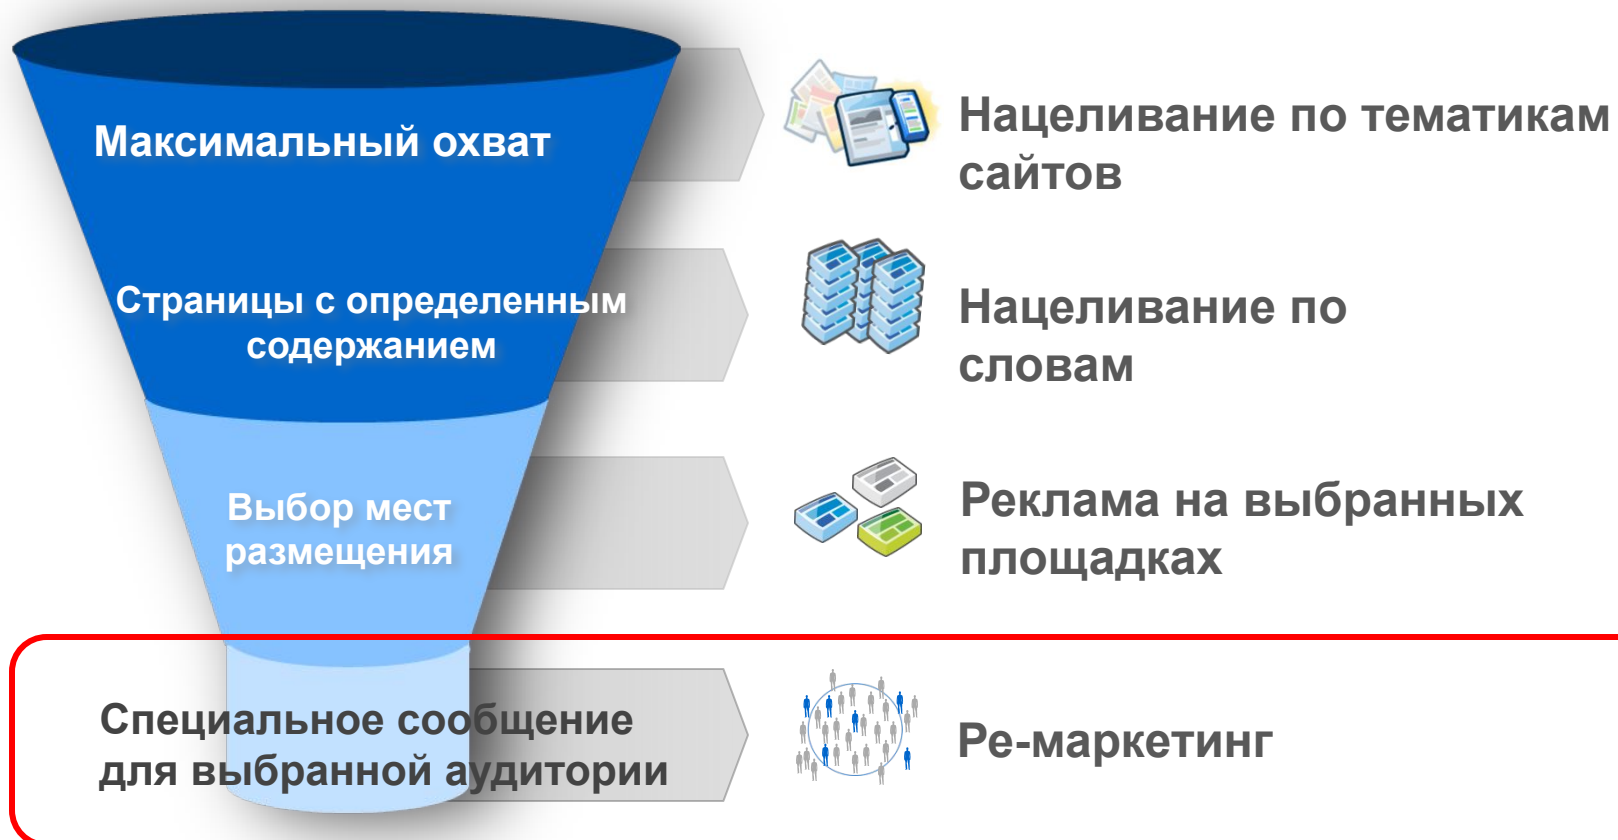 Максимальный охват
Нацеливание по тематикам
сайтов
Страницы с определенным
содержанием
Нацеливание по
словам
Выбор мест
размещения
Реклама на выбранных
площадках
Специальное сообщение
для выбранной аудитории
Ре-маркетинг